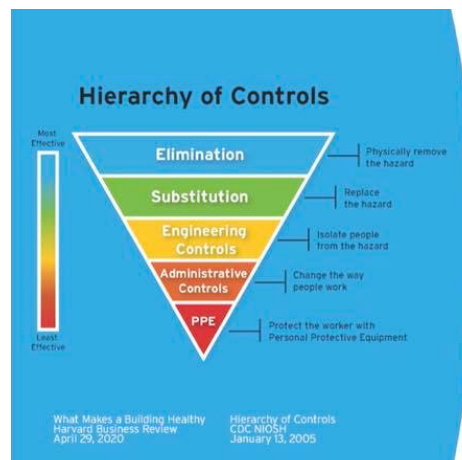 Hierarchy of Controls
Most
Effective
Elimination
Physically remove
the hazard
Substitution
Replace
the hazard
Engineering
Controls
Isolate people
from the hazard
Administrative
Controls
Change the way
people work
PPE
Protect the worker with
Personal Protective Equipment
Least
Effective
What Makes a Building Healthy
Harvard Business Review
April 29, 2020
Hierarchy of Controls
CDC NIOSH
January 13, 2005